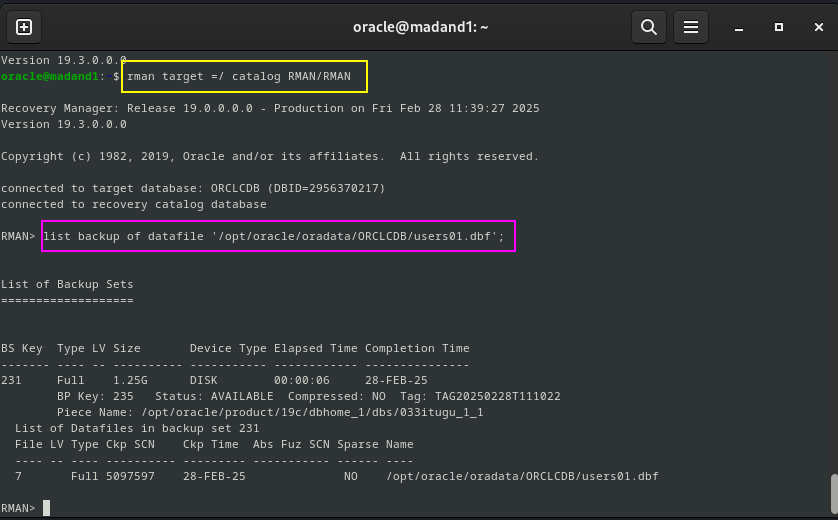 oracle@madand1: ~
Version 19.3.0.0.0
oracle@madand1:~$ rman target =/ catalog RMAN/RMAN
Recovery Manager: Release 19.0.0.0.0 - Production on Fri Feb 28 11:39:27 2025
Version 19.3.0.0.0
Copyright (c) 1982, 2019, Oracle and/or its affiliates.  All rights reserved.
connected to target database: ORCLCDB (DBID=2956370217)
connected to recovery catalog database
RMAN> list backup of datafile '/opt/oracle/oradata/ORCLCDB/users01.dbf';
List of Backup Sets
===================
BS Key  Type LV Size       Device Type Elapsed Time Completion Time
------- ---- -- ---------- ----------- ------------ ---------------
231     Full    1.25G      DISK        00:00:06     28-FEB-25
        BP Key: 235   Status: AVAILABLE  Compressed: NO  Tag: TAG20250228T111022
        Piece Name: /opt/oracle/product/19c/dbhome_1/dbs/033itugu_1_1
  List of Datafiles in backup set 231
  File LV Type Ckp SCN    Ckp Time  Abs Fuz SCN Sparse Name
  ---- -- ---- ---------- --------- ----------- ------ ----
  7       Full 5097597    28-FEB-25              NO    /opt/oracle/oradata/ORCLCDB/users01.dbf
RMAN>